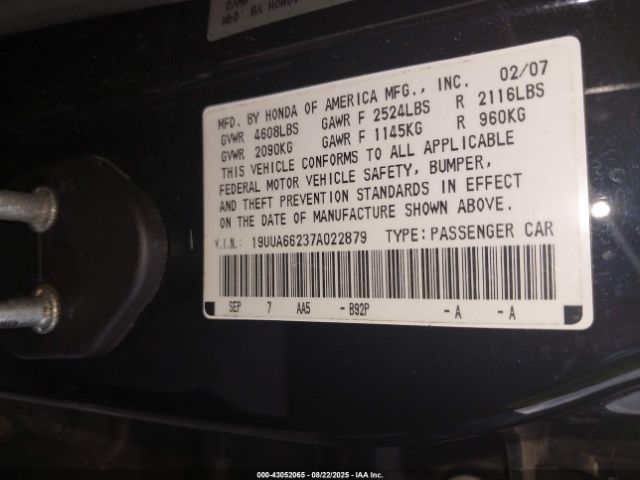 MFD. BY HONDA OF AMERICA MFG., INC. 02/07
GVWR 4608LBS GAWR F 2524LBS R 2116LBS
GVWR 2090KG GAWR F 1145KG R 960KG
THIS VEHICLE CONFORMS TO ALL APPLICABLE
FEDERAL MOTOR VEHICLE SAFETY, BUMPER,
AND THEFT PREVENTION STANDARDS IN EFFECT
ON THE DATE OF MANUFACTURE SHOWN ABOVE.
V.I.N.: 19UUA66237A022879 TYPE: PASSENGER CAR
SEP 7 AA5 -B92P -A -A
000-43052065 - 08/22/2025 - IAA Inc.